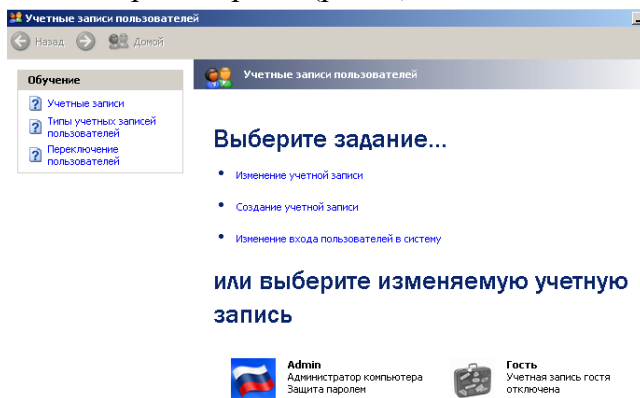 Учетные записи пользователей
Назад Домой
Обучение
Учетные записи
Типы учетных записей
пользователей
Переключение
пользователей
Учетные записи пользователей
Выберите задание...
Изменение учетной записи
Создание учетной записи
Изменение входа пользователей в систему
или выберите изменяемую учетную
запись
Admin
Администратор компьютера
Защита паролем
Гость
Учетная запись гостя
отключена